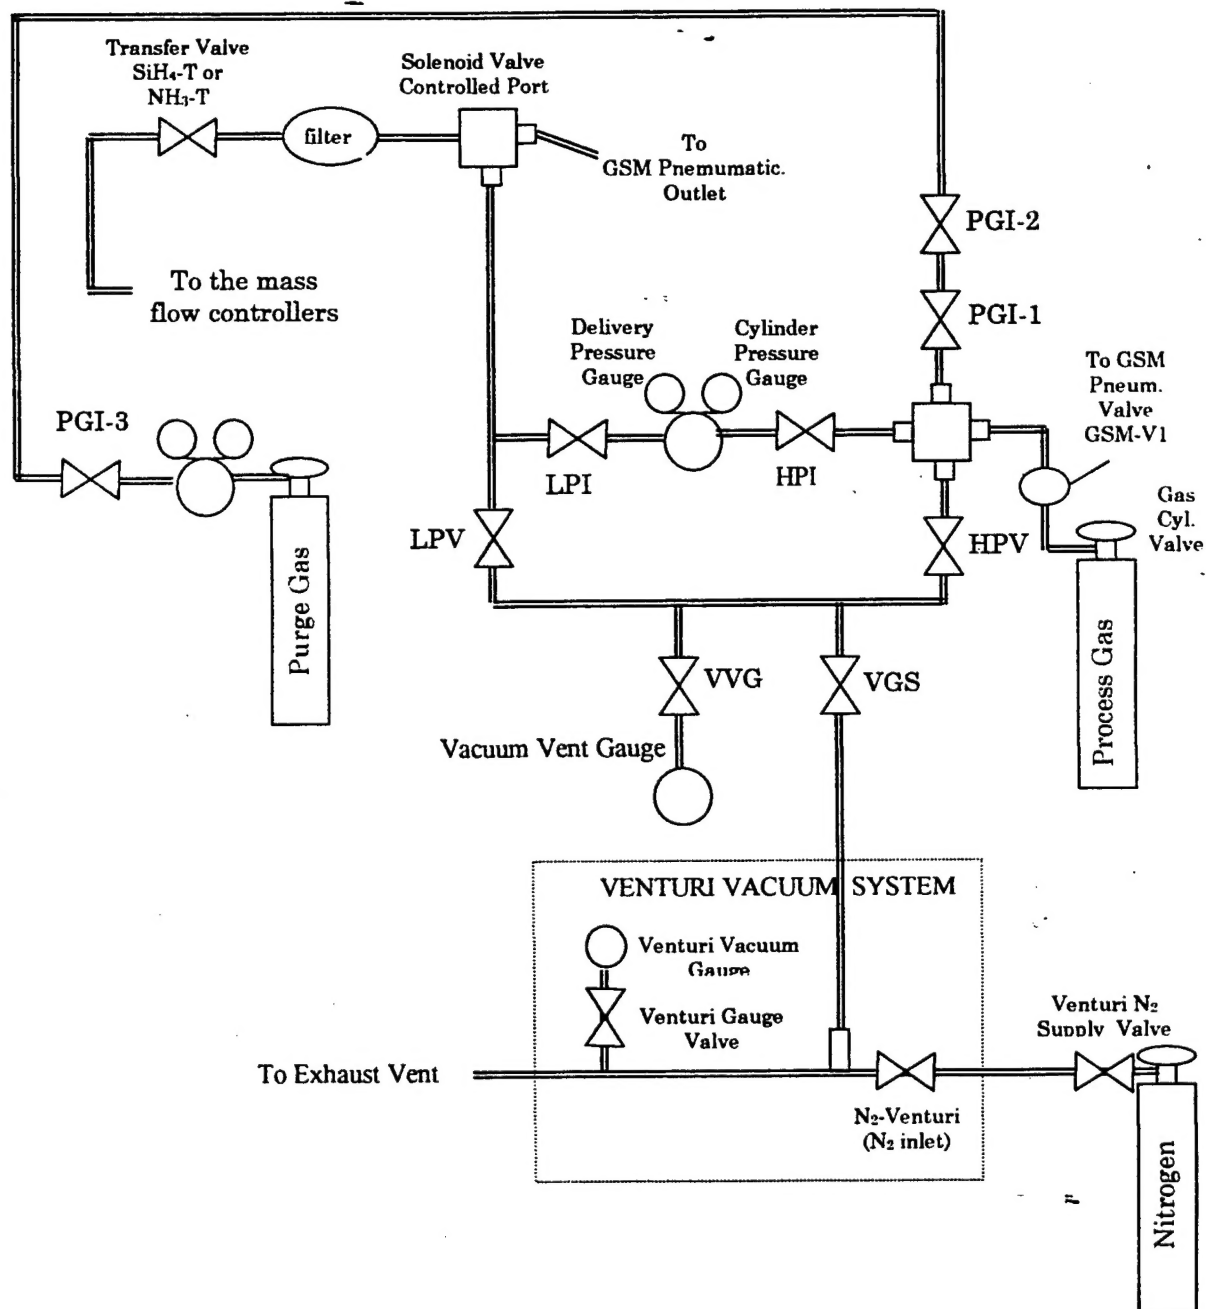 Transfer Valve
SiH₄-T or
NH₃-T
Solenoid Valve
Controlled Port
filter
To
GSM Pnemumatic.
Outlet
PGI-2
To the mass
flow controllers
PGI-1
Delivery
Pressure
Gauge
Cylinder
Pressure
Gauge
To GSM
Pneum.
Valve
GSM-V1
PGI-3
LPI
HPI
Gas
Cyl.
Valve
LPV
HPV
Purge Gas
VVG
VGS
Process Gas
Vacuum Vent Gauge
VENTURI VACUUM SYSTEM
Venturi Vacuum
Gauge
Venturi Gauge
Valve
Venturi N₂
Supply Valve
To Exhaust Vent
N₂-Venturi
(N₂ inlet)
Nitrogen